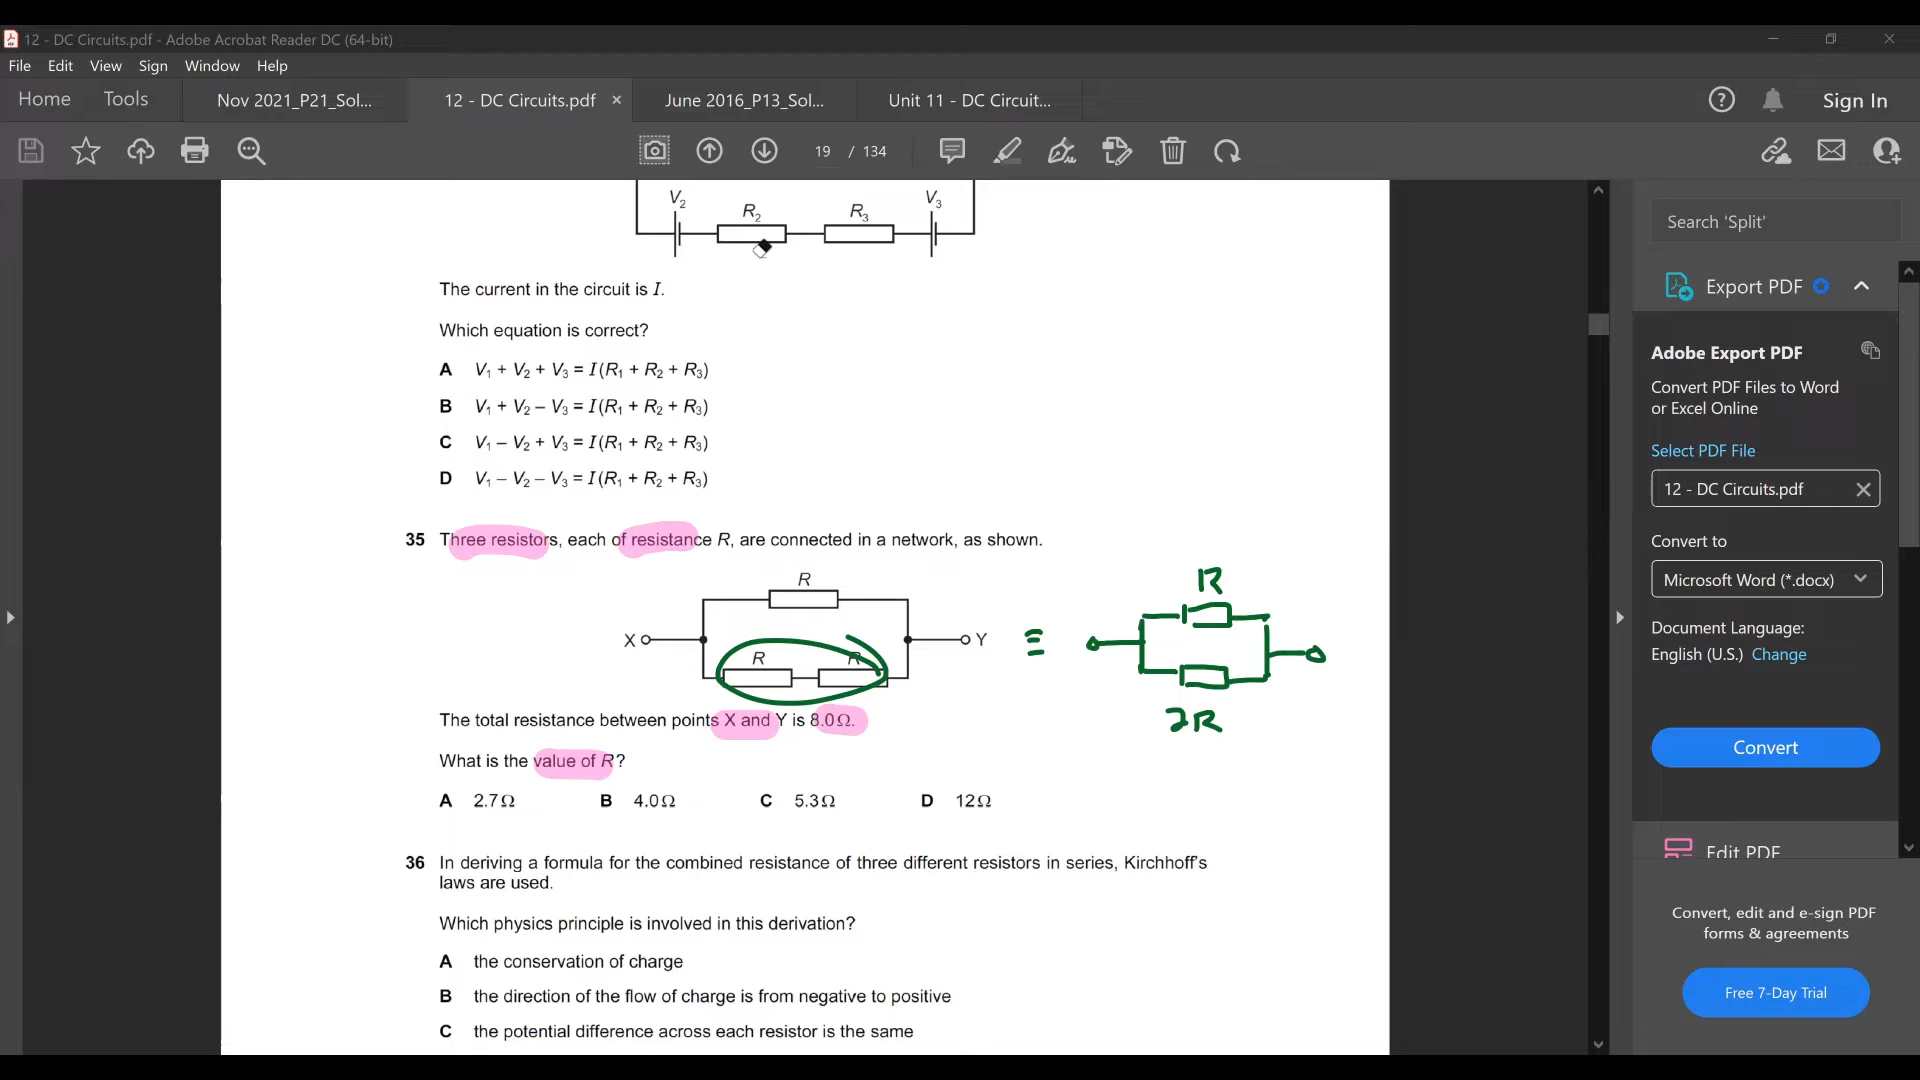 12 - DC Circuits.pdf - Adobe Acrobat Reader DC (64-bit)
File Edit View Sign Window Help
Home Tools Nov 2021_P21_Sol... 12 - DC Circuits.pdf × June 2016_P13_Sol... Unit 11 - DC Circuit... Sign In
19 / 134
V₂ R₂ R₃ V₃
The current in the circuit is I.
Which equation is correct?
A V₁ + V₂ + V₃ = I(R₁ + R₂ + R₃)
B V₁ + V₂ – V₃ = I(R₁ + R₂ + R₃)
C V₁ – V₂ + V₃ = I(R₁ + R₂ + R₃)
D V₁ – V₂ – V₃ = I(R₁ + R₂ + R₃)
35 Three resistors, each of resistance R, are connected in a network, as shown.
R
X Y
R R
≡
R
2R
The total resistance between points X and Y is 8.0Ω.
What is the value of R?
A 2.7Ω B 4.0Ω C 5.3Ω D 12Ω
36 In deriving a formula for the combined resistance of three different resistors in series, Kirchhoff's
laws are used.
Which physics principle is involved in this derivation?
A the conservation of charge
B the direction of the flow of charge is from negative to positive
C the potential difference across each resistor is the same
Search 'Split'
Export PDF
Adobe Export PDF
Convert PDF Files to Word
or Excel Online
Select PDF File
12 - DC Circuits.pdf
Convert to
Microsoft Word (*.docx)
Document Language:
English (U.S.) Change
Convert
Edit PDF
Convert, edit and e-sign PDF
forms & agreements
Free 7-Day Trial